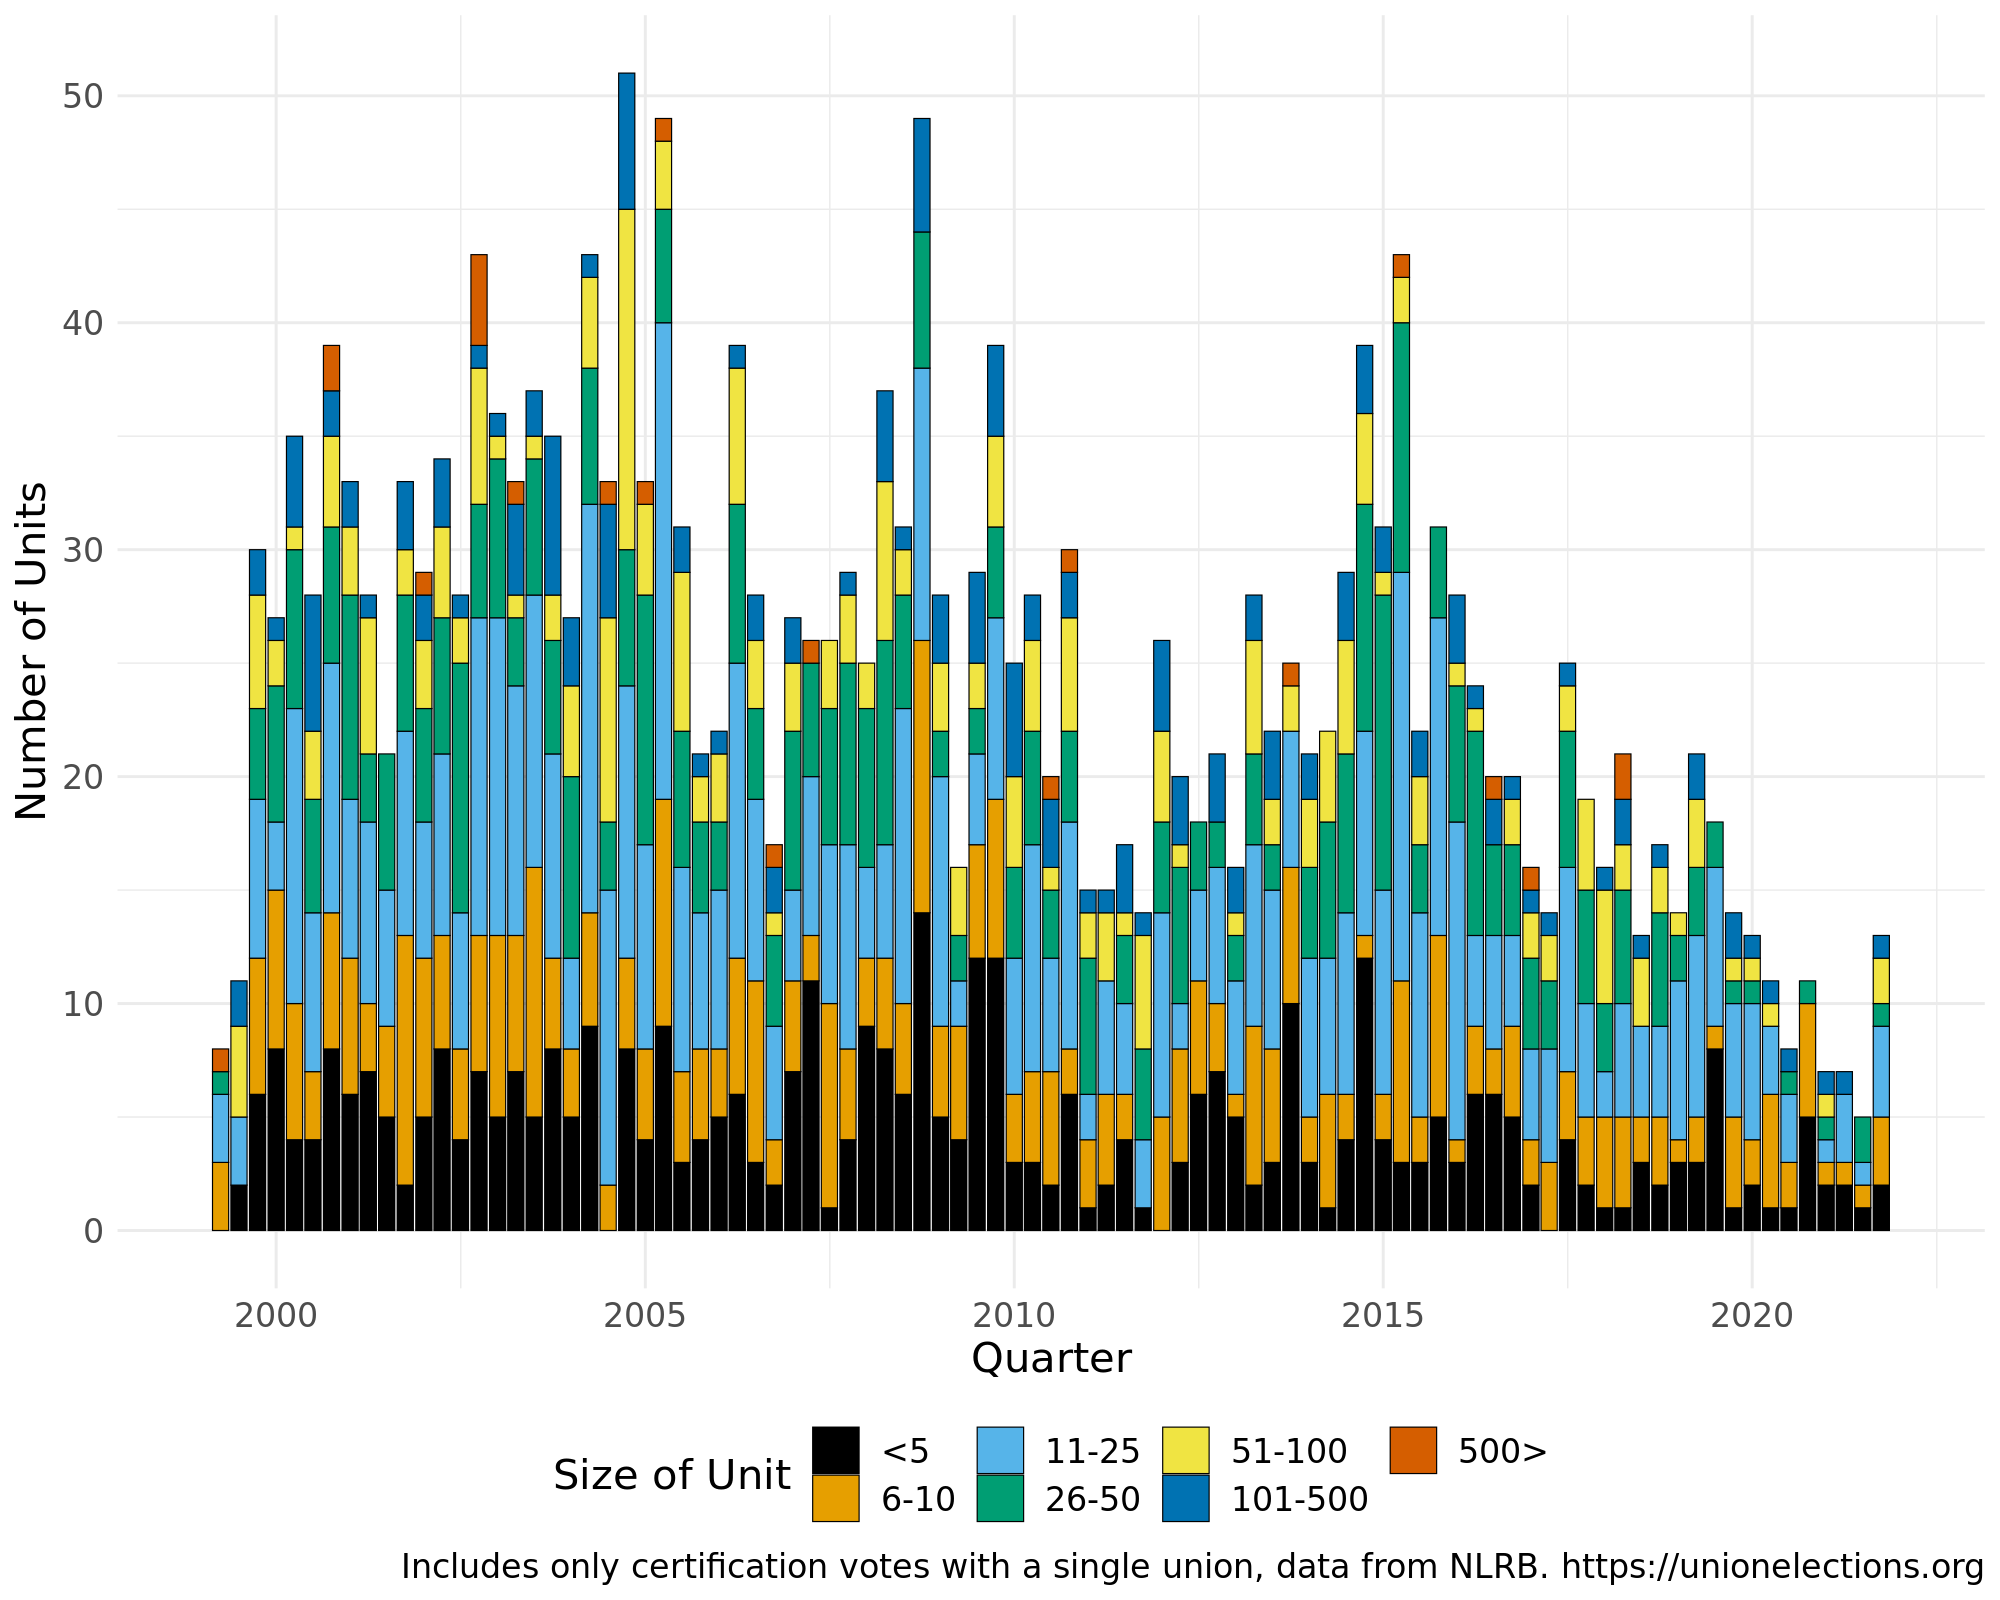 50
40
30
20
10
0
Number of Units
2000 2005 2010 2015 2020
Quarter
Size of Unit
<5 11-25 51-100 500>
6-10 26-50 101-500
Includes only certification votes with a single union, data from NLRB. https://unionelections.org